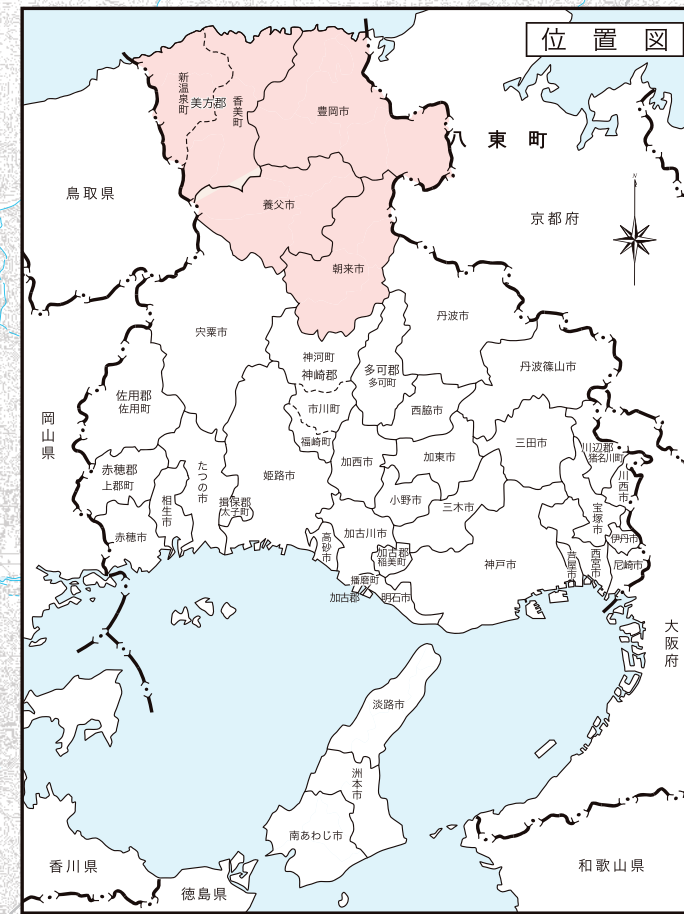 位置図
新温泉町
美方郡
香美町
豊岡市
八東町
鳥取県
養父市
京都府
N
朝来市
宍粟市
丹波市
神河町
神崎郡
多可郡
多可町
丹波篠山市
佐用郡
佐用町
市川町
西脇市
岡山県
福崎町
三田市
川辺郡
猪名川町
赤穂郡
上郡町
たつの市
姫路市
加西市
加東市
川西市
相生市
揖保郡
太子町
小野市
三木市
宝塚市
赤穂市
高砂市
加古川市
伊丹市
加古郡
稲美町
神戸市
芦屋市
西宮市
尼崎市
播磨町
加古郡
明石市
大阪府
淡路市
洲本市
南あわじ市
香川県
徳島県
和歌山県